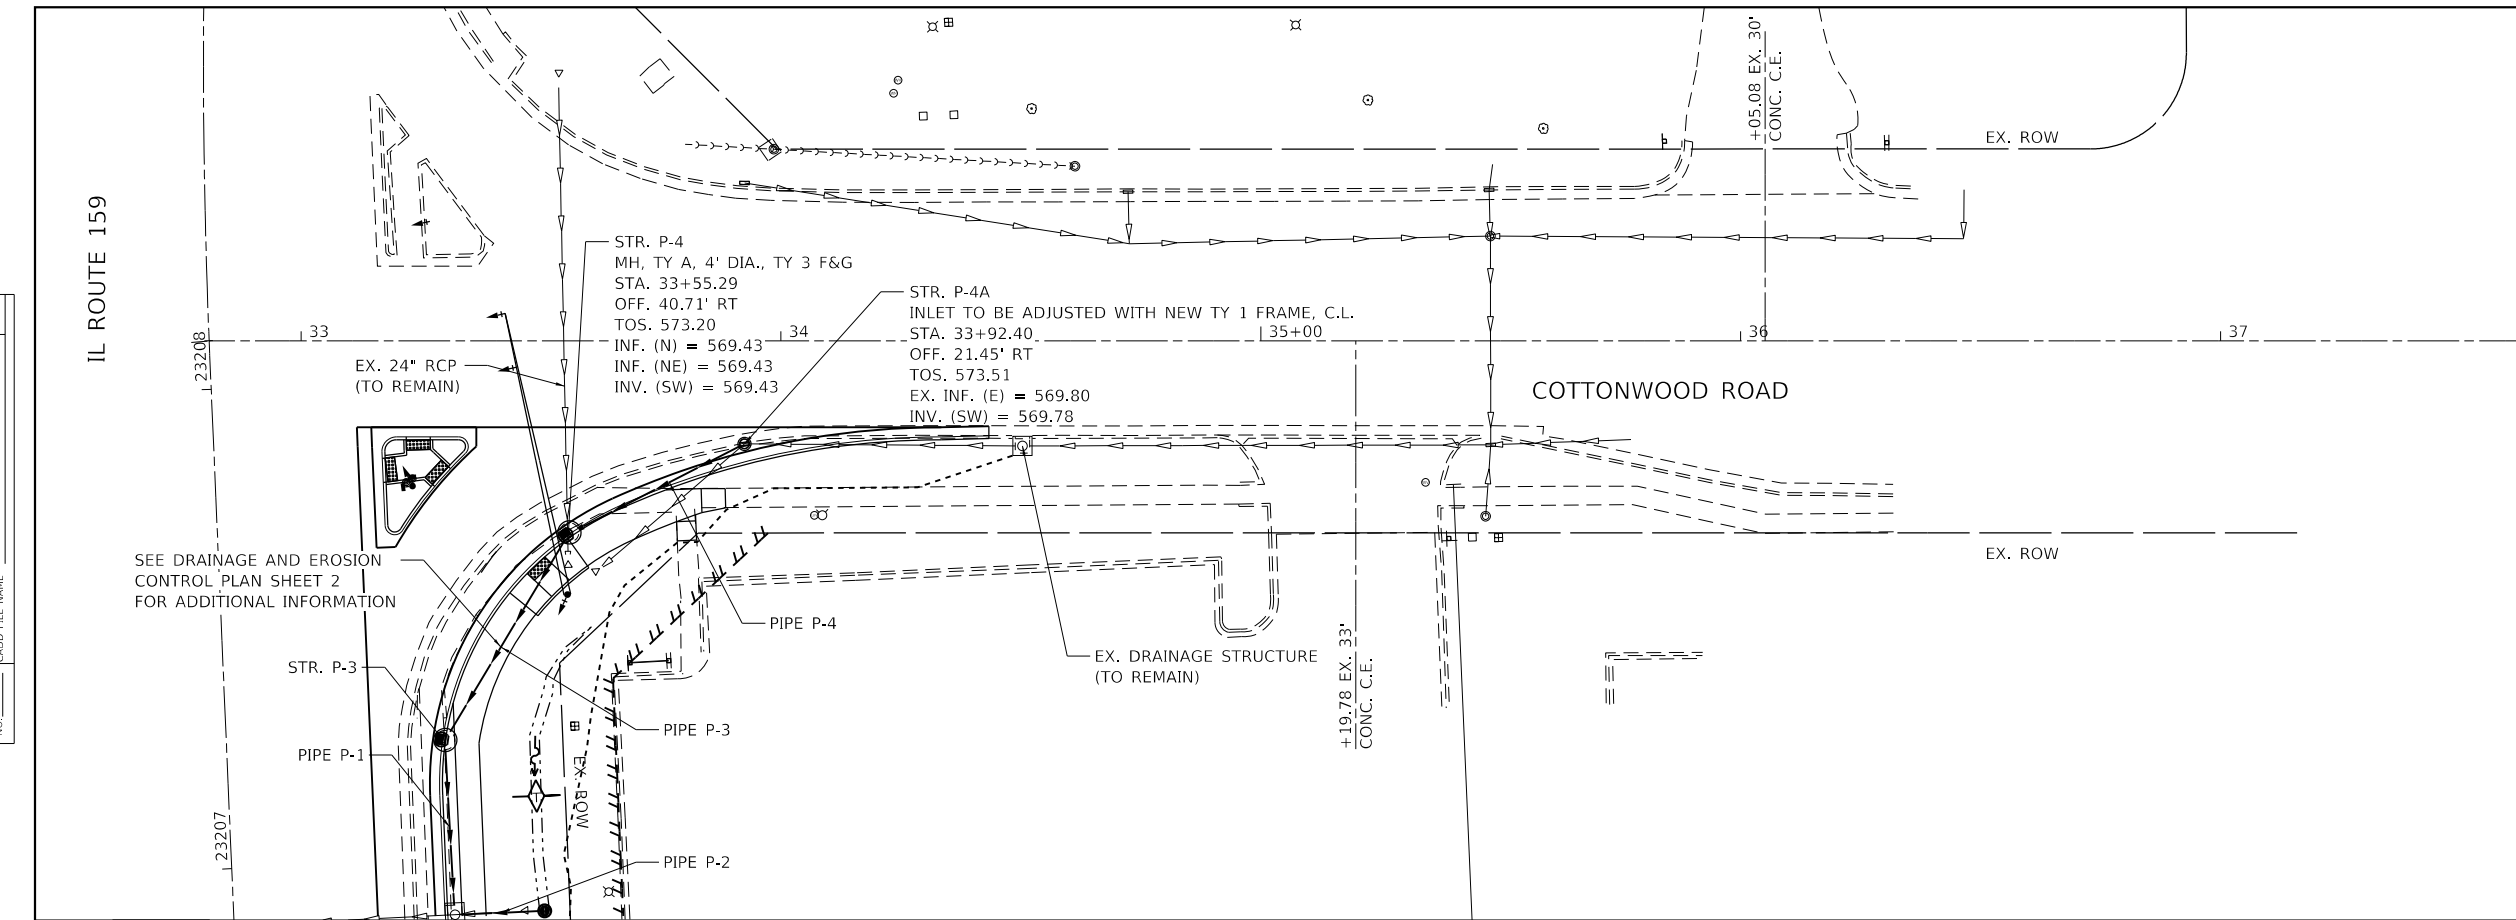 IL ROUTE 159
23208
23207
33
34
35+00
36
37
+05.08 EX. 30'
CONC. C.E.
EX. ROW
STR. P-4
MH, TY A, 4' DIA., TY 3 F&G
STA. 33+55.29
OFF. 40.71' RT
TOS. 573.20
INF. (N) = 569.43
INF. (NE) = 569.43
INV. (SW) = 569.43
STR. P-4A
INLET TO BE ADJUSTED WITH NEW TY 1 FRAME, C.L.
STA. 33+92.40
OFF. 21.45' RT
TOS. 573.51
EX. INF. (E) = 569.80
INV. (SW) = 569.78
EX. 24" RCP
(TO REMAIN)
COTTONWOOD ROAD
EX. ROW
SEE DRAINAGE AND EROSION
CONTROL PLAN SHEET 2
FOR ADDITIONAL INFORMATION
PIPE P-4
EX. DRAINAGE STRUCTURE
(TO REMAIN)
+19.78 EX. 33'
CONC. C.E.
STR. P-3
PIPE P-3
PIPE P-1
EX. ROW
PIPE P-2